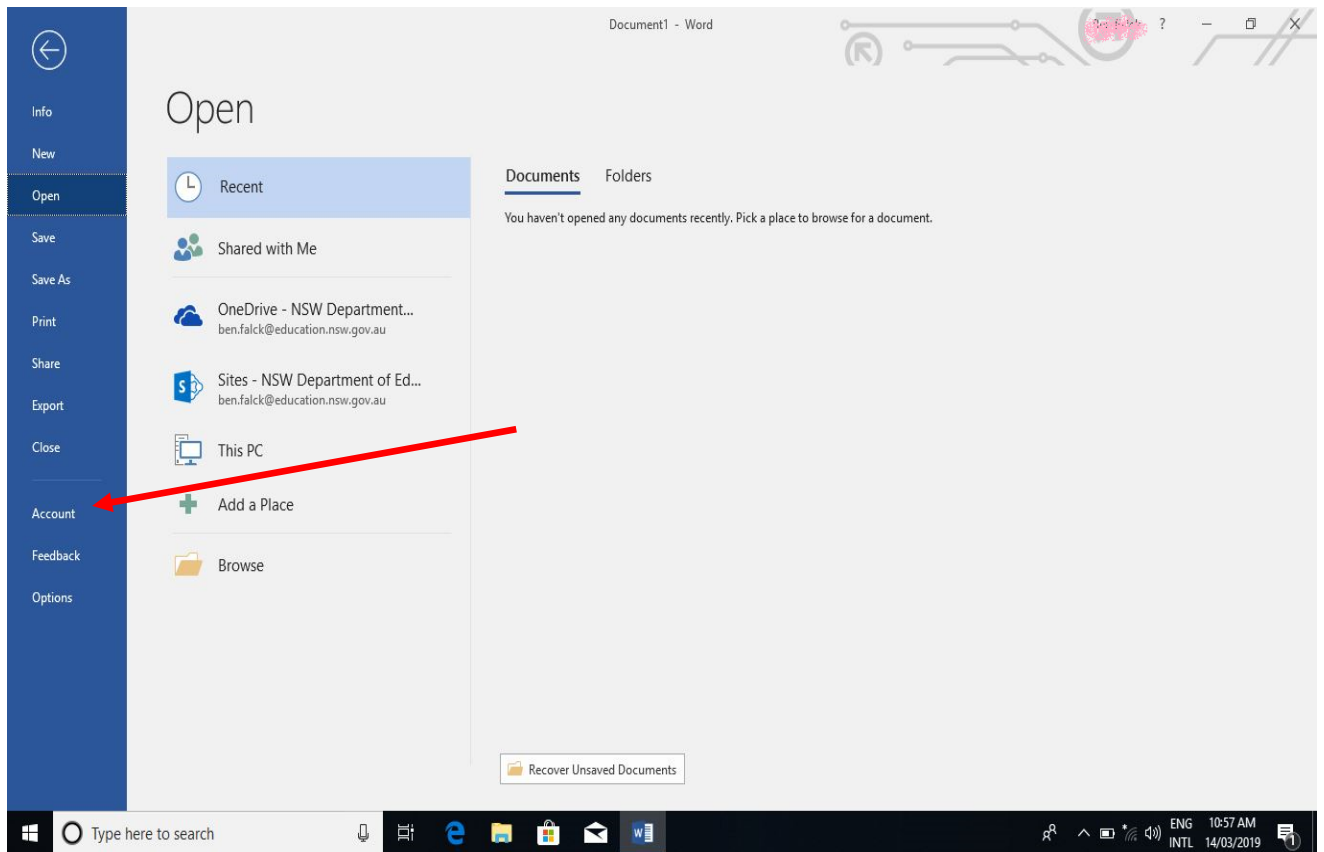 Document1 - Word
?
Info
New
Open
Save
Save As
Print
Share
Export
Close
Account
Feedback
Options
Open
Recent
Shared with Me
OneDrive - NSW Department...
ben.falck@education.nsw.gov.au
Sites - NSW Department of Ed...
ben.falck@education.nsw.gov.au
This PC
Add a Place
Browse
Documents Folders
You haven't opened any documents recently. Pick a place to browse for a document.
Recover Unsaved Documents
Type here to search
ENG 10:57 AM
INTL 14/03/2019
1